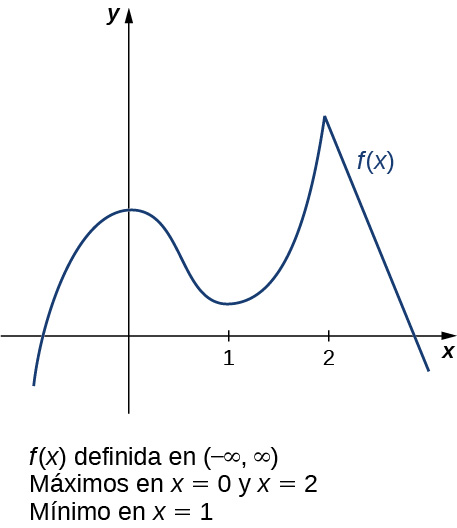 y
f(x)
x
1
2
f(x) definida en (–∞, ∞)
Máximos en x = 0 y x = 2
Mínimo en x = 1